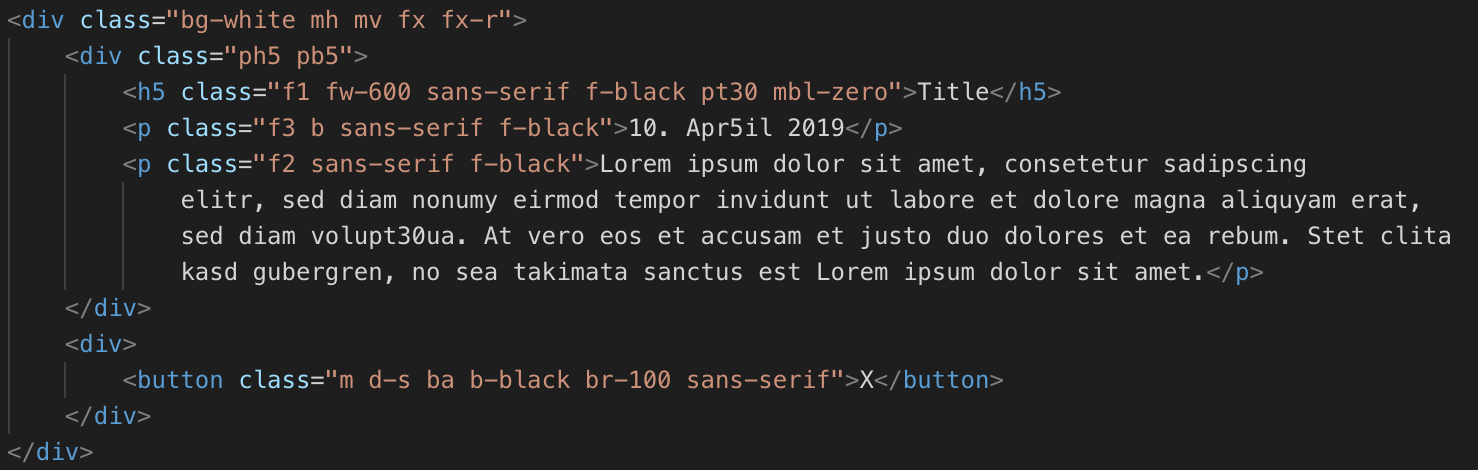 <div class="bg-white mh mv fx fx-r">
    <div class="ph5 pb5">
        <h5 class="f1 fw-600 sans-serif f-black pt30 mbl-zero">Title</h5>
        <p class="f3 b sans-serif f-black">10. Apr5il 2019</p>
        <p class="f2 sans-serif f-black">Lorem ipsum dolor sit amet, consetetur sadipscing
            elitr, sed diam nonumy eirmod tempor invidunt ut labore et dolore magna aliquyam erat,
            sed diam volupt30ua. At vero eos et accusam et justo duo dolores et ea rebum. Stet clita
            kasd gubergren, no sea takimata sanctus est Lorem ipsum dolor sit amet.</p>
    </div>
    <div>
        <button class="m d-s ba b-black br-100 sans-serif">X</button>
    </div>
</div>